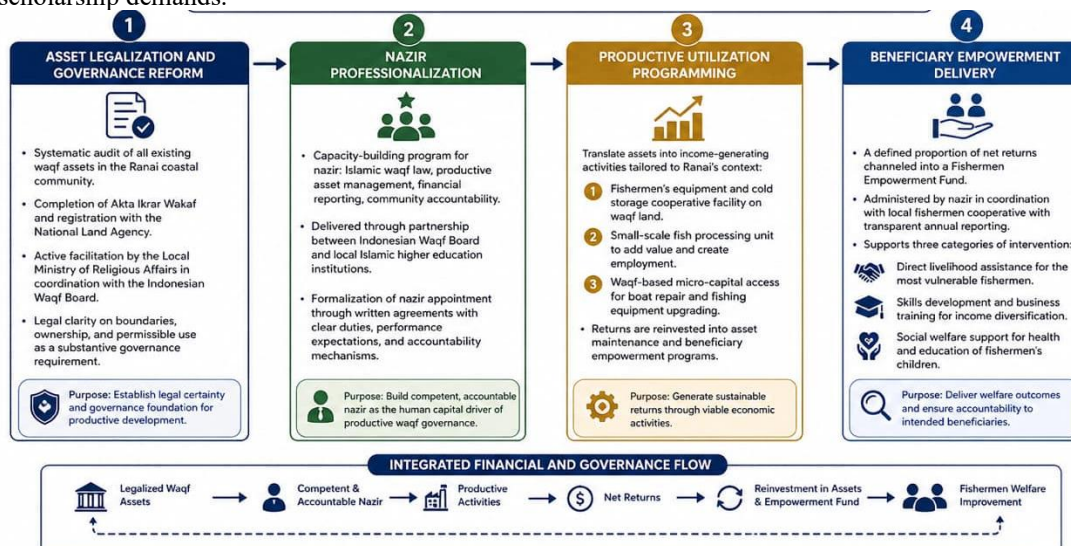 scholarship demands.
1
ASSET LEGALIZATION AND
GOVERNANCE REFORM
• Systematic audit of all existing
waqf assets in the Ranai coastal
community.
• Completion of Akta Ikrar Wakaf
and registration with the
National Land Agency.
• Active facilitation by the Local
Ministry of Religious Affairs in
coordination with the Indonesian
Waqf Board.
• Legal clarity on boundaries,
ownership, and permissible use
as a substantive governance
requirement.
Purpose: Establish legal certainty
and governance foundation for
productive development.
2
NAZIR
PROFESSIONALIZATION
• Capacity-building program for
nazir: Islamic waqf law, productive
asset management, financial
reporting, community accountability.
• Delivered through partnership
between Indonesian Waqf Board
and local Islamic higher education
institutions.
• Formalization of nazir appointment
through written agreements with
clear duties, performance
expectations, and accountability
mechanisms.
Purpose: Build competent, accountable
nazir as the human capital driver of
productive waqf governance.
3
PRODUCTIVE UTILIZATION
PROGRAMMING
Translate assets into income-generating
activities tailored to Ranai's context:
1 Fishermen's equipment and cold
storage cooperative facility on
waqf land.
2 Small-scale fish processing unit
to add value and create
employment.
3 Waqf-based micro-capital access
for boat repair and fishing
equipment upgrading.
• Returns are reinvested into asset
maintenance and beneficiary
empowerment programs.
Purpose: Generate sustainable
returns through viable economic
activities.
4
BENEFICIARY EMPOWERMENT
DELIVERY
• A defined proportion of net returns
channeled into a Fishermen
Empowerment Fund.
• Administered by nazir in coordination
with local fishermen cooperative with
transparent annual reporting.
• Supports three categories of intervention:
Direct livelihood assistance for the
most vulnerable fishermen.
Skills development and business
training for income diversification.
Social welfare support for health
and education of fishermen's
children.
Purpose: Deliver welfare outcomes
and ensure accountability to
intended beneficiaries.
INTEGRATED FINANCIAL AND GOVERNANCE FLOW
Legalized Waqf
Assets
Competent &
Accountable Nazir
Productive
Activities
$
Net Returns
Reinvestment in Assets
& Empowerment Fund
Fishermen Welfare
Improvement